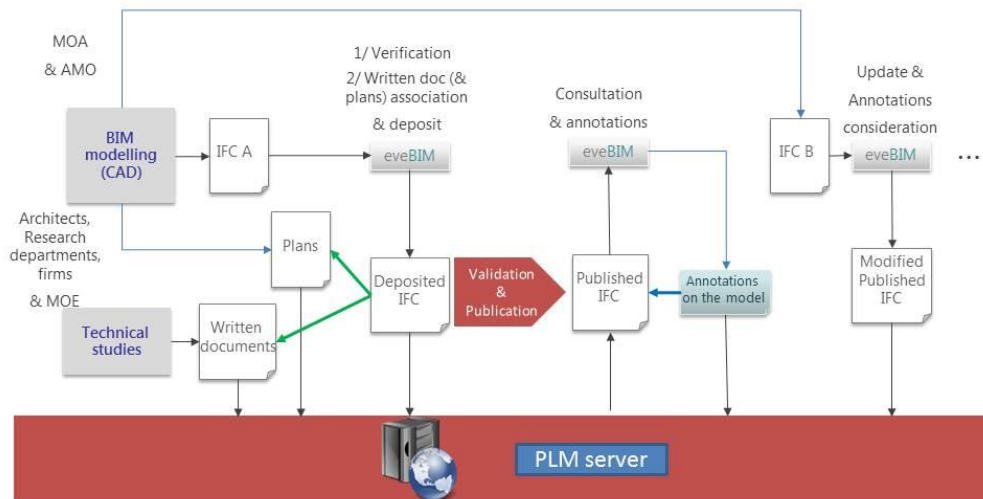 MOA
& AMO
BIM
modelling
(CAD)
IFC A
1/ Verification
2/ Written doc (&
plans) association
& deposit
eveBIM
Consultation
& annotations
eveBIM
IFC B
Update &
Annotations
consideration
eveBIM
...
Architects,
Research
departments,
firms
& MOE
Plans
Deposited
IFC
Validation
&
Publication
Published
IFC
Annotations
on the model
Modified
Published
IFC
Technical
studies
Written
documents
PLM server